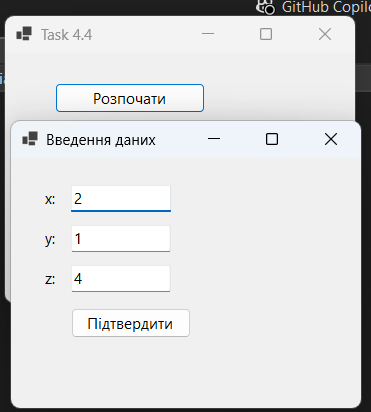 GitHub Copilo
Task 4.4
Розпочати
Введення даних
x: 2
y: 1
z: 4
Підтвердити